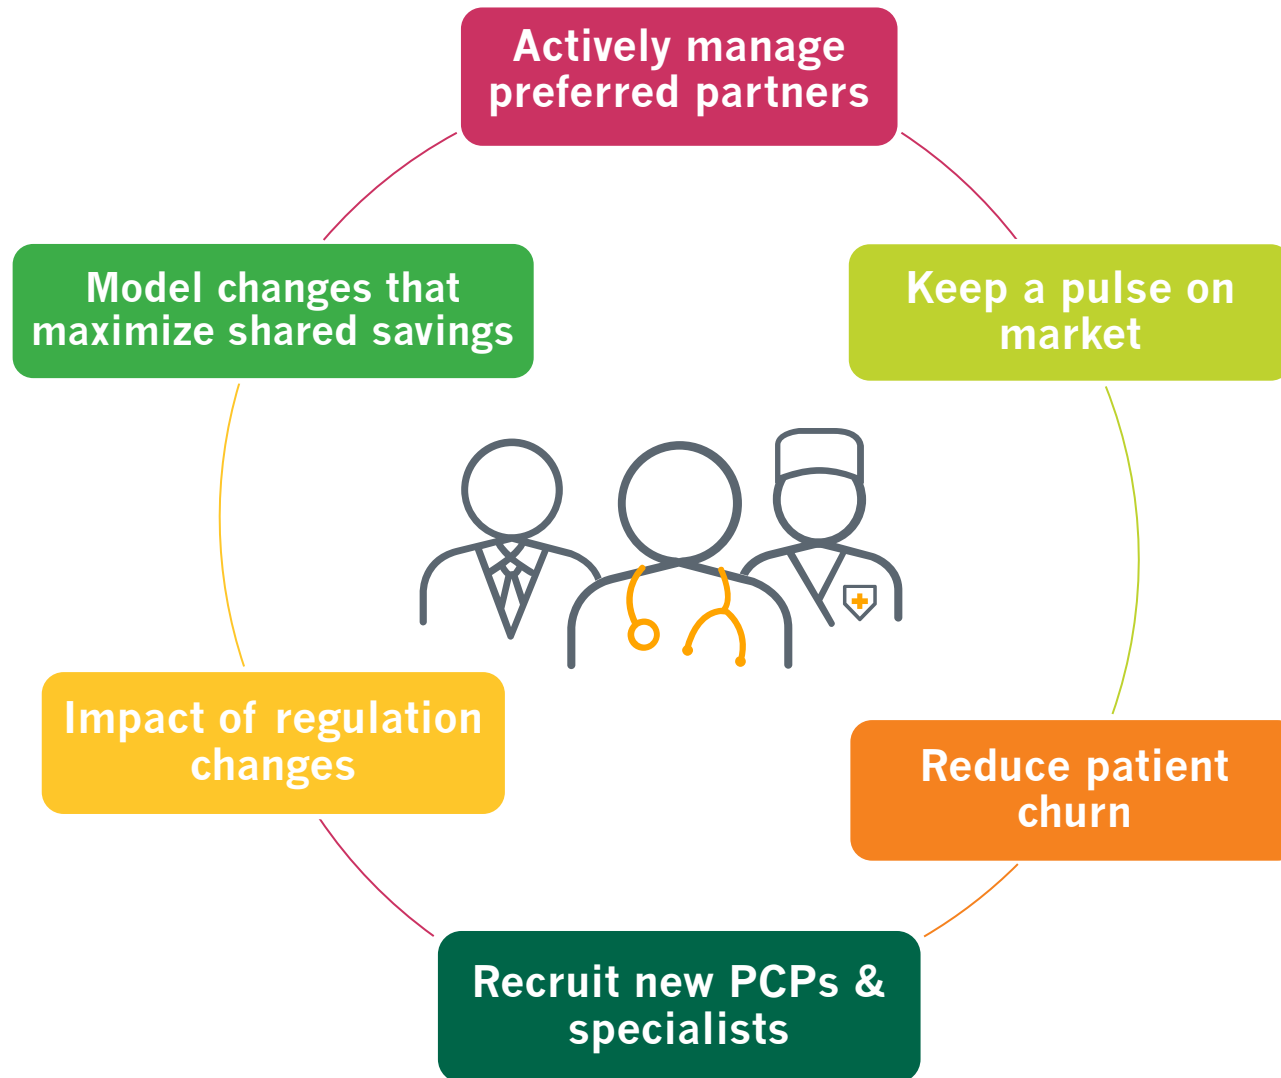 Actively manage
preferred partners
Model changes that
maximize shared savings
Keep a pulse on
market
Impact of regulation
changes
Reduce patient
churn
Recruit new PCPs &
specialists